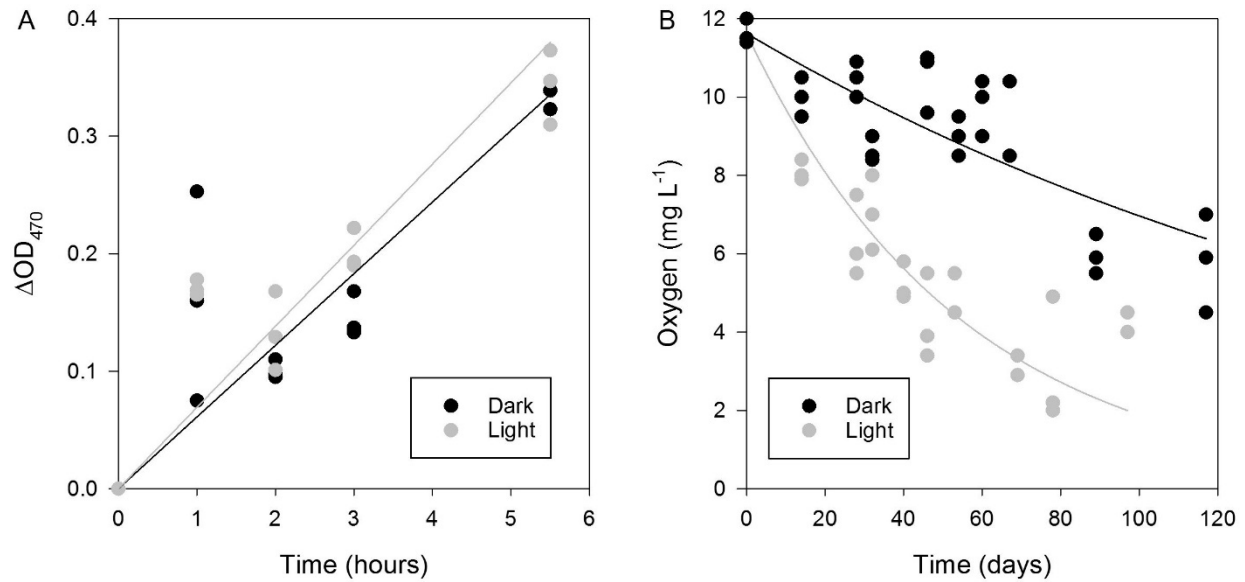 A
ΔOD470
0.4
0.3
0.2
0.1
0.0
0 1 2 3 4 5 6
Time (hours)
Dark
Light
B
Oxygen (mg L-1)
12
10
8
6
4
2
0
0 20 40 60 80 100 120
Time (days)
Dark
Light